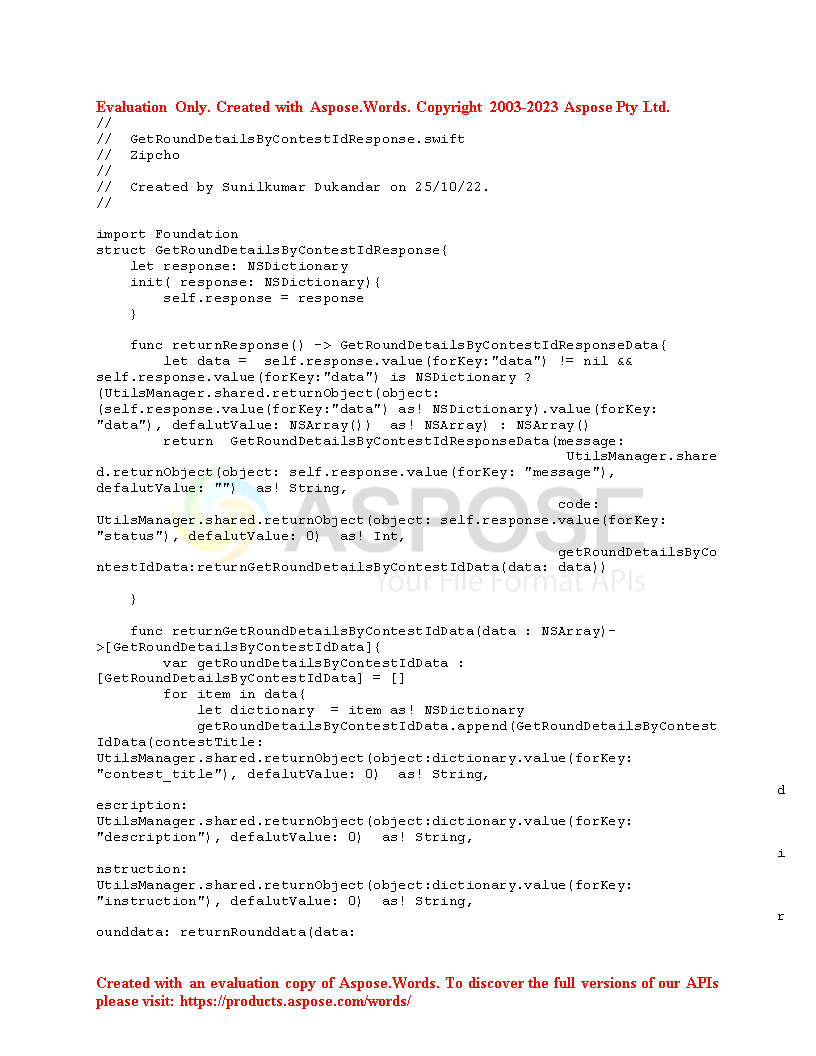 Evaluation Only. Created with Aspose.Words. Copyright 2003-2023 Aspose Pty Ltd.
//
//  GetRoundDetailsByContestIdResponse.swift
//  Zipcho
//
//  Created by Sunilkumar Dukandar on 25/10/22.
//
import Foundation
struct GetRoundDetailsByContestIdResponse{
    let response: NSDictionary
    init( response: NSDictionary){
        self.response = response
    }
    func returnResponse() -> GetRoundDetailsByContestIdResponseData{
        let data =  self.response.value(forKey:"data") != nil &&
self.response.value(forKey:"data") is NSDictionary ?
(UtilsManager.shared.returnObject(object:
(self.response.value(forKey:"data") as! NSDictionary).value(forKey:
"data"), defalutValue: NSArray())  as! NSArray) : NSArray()
        return  GetRoundDetailsByContestIdResponseData(message:
UtilsManager.share
d.returnObject(object: self.response.value(forKey: "message"),
defalutValue: "")  as! String,
code:
UtilsManager.shared.returnObject(object: self.response.value(forKey:
"status"), defalutValue: 0)  as! Int,
getRoundDetailsByCo
ntestIdData:returnGetRoundDetailsByContestIdData(data: data))
    }
    func returnGetRoundDetailsByContestIdData(data : NSArray)-
>[GetRoundDetailsByContestIdData]{
        var getRoundDetailsByContestIdData :
[GetRoundDetailsByContestIdData] = []
        for item in data{
            let dictionary  = item as! NSDictionary
            getRoundDetailsByContestIdData.append(GetRoundDetailsByContest
IdData(contestTitle:
UtilsManager.shared.returnObject(object:dictionary.value(forKey:
"contest_title"), defalutValue: 0)  as! String,
d
escription:
UtilsManager.shared.returnObject(object:dictionary.value(forKey:
"description"), defalutValue: 0)  as! String,
i
nstruction:
UtilsManager.shared.returnObject(object:dictionary.value(forKey:
"instruction"), defalutValue: 0)  as! String,
r
ounddata: returnRounddata(data:
ASPOSE
Your File Format APIs
Created with an evaluation copy of Aspose.Words. To discover the full versions of our APIs
please visit: https://products.aspose.com/words/